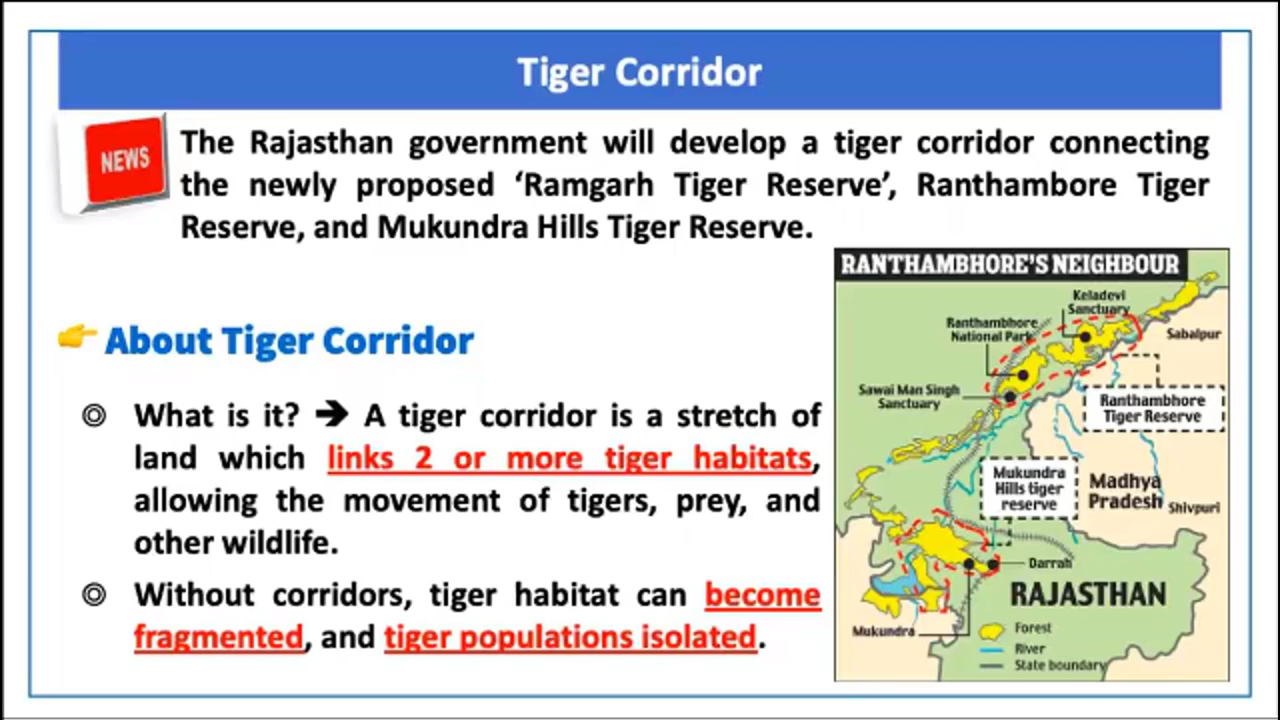 Tiger Corridor
NEWS
The Rajasthan government will develop a tiger corridor connecting
the newly proposed ‘Ramgarh Tiger Reserve’, Ranthambore Tiger
Reserve, and Mukundra Hills Tiger Reserve.
About Tiger Corridor
◎ What is it? ➔ A tiger corridor is a stretch of
land which links 2 or more tiger habitats,
allowing the movement of tigers, prey, and
other wildlife.
◎ Without corridors, tiger habitat can become
fragmented, and tiger populations isolated.
RANTHAMBHORE'S NEIGHBOUR
Keladevi
Sanctuary
Ranthambhore
National Park
Sabalpur
Sawai Man Singh
Sanctuary
Ranthambhore
Tiger Reserve
Mukundra
Hills tiger
reserve
Madhya
Pradesh
Shivpuri
Darrah
RAJASTHAN
Mukundra
Forest
River
State boundary